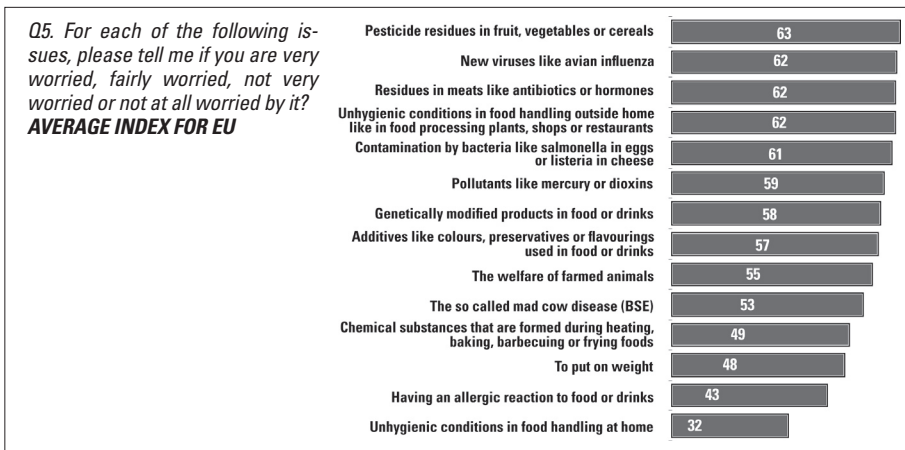 Q5. For each of the following is-
sues, please tell me if you are very
worried, fairly worried, not very
worried or not at all worried by it?
AVERAGE INDEX FOR EU
Pesticide residues in fruit, vegetables or cereals 63
New viruses like avian influenza 62
Residues in meats like antibiotics or hormones 62
Unhygienic conditions in food handling outside home
like in food processing plants, shops or restaurants 62
Contamination by bacteria like salmonella in eggs
or listeria in cheese 61
Pollutants like mercury or dioxins 59
Genetically modified products in food or drinks 58
Additives like colours, preservatives or flavourings
used in food or drinks 57
The welfare of farmed animals 55
The so called mad cow disease (BSE) 53
Chemical substances that are formed during heating,
baking, barbecuing or frying foods 49
To put on weight 48
Having an allergic reaction to food or drinks 43
Unhygienic conditions in food handling at home 32